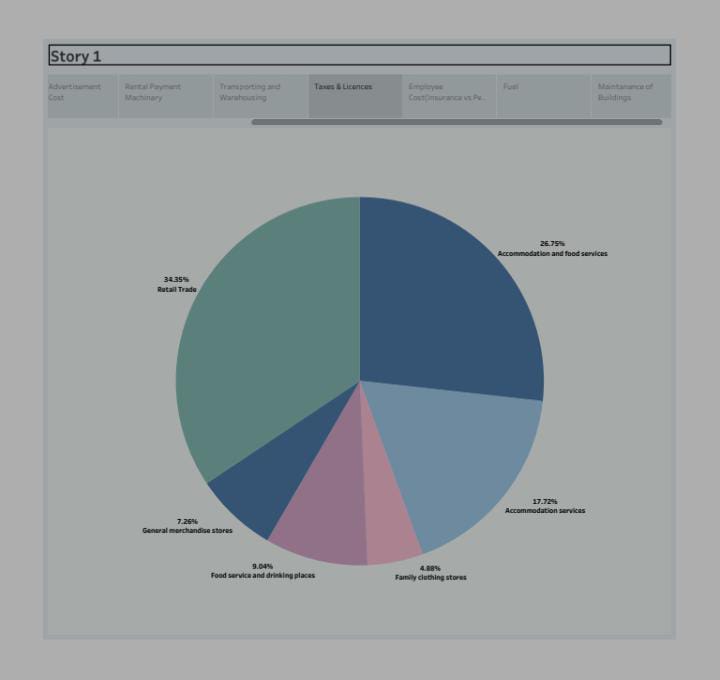 Story 1
Advertisement
Cost
Rental Payment
Machinery
Transporting and
Warehousing
Taxes & Licences
Employee
Cost(Insurance vs Pe..
Fuel
Maintanance of
Buildings
26.75%
Accommodation and food services
34.35%
Retail Trade
17.72%
Accommodation services
7.26%
General merchandise stores
9.04%
Food service and drinking places
4.88%
Family clothing stores